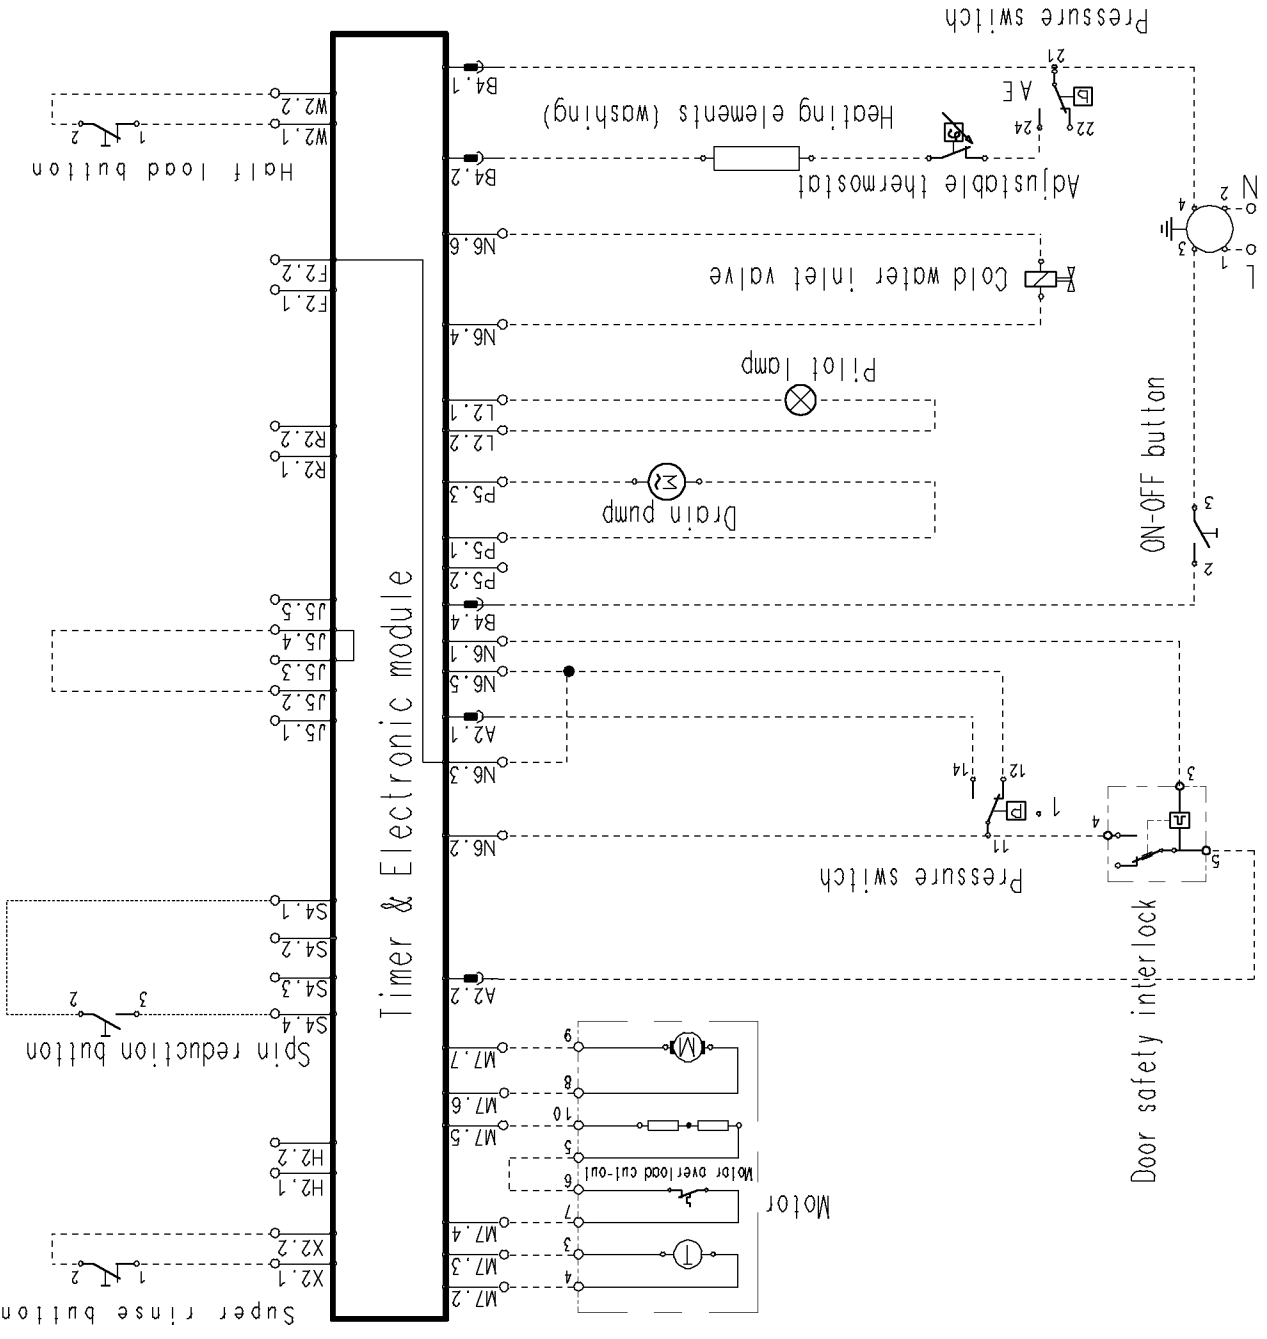 Pressure switch
21
B4.1
A E
P
W2.2
Heating elements (washing)
24
22
1
2
W2.1
Half load button
B4.2
Adjustable thermostat
N
2
4
N6.6
3
1
L
F2.2
Cold water inlet valve
F2.1
N6.4
Pilot lamp
L2.1
R2.2
L2.2
ON-OFF button
R2.1
P5.3
M
3
Drain pump
P5.1
P5.2
2
J5.5
B4.4
J5.4
N6.1
J5.3
N6.5
J5.2
A2.1
J5.1
N6.3
14
12
3
Timer & Electronic module
P
1°
4
N6.2
11
5
Pressure switch
S4.1
Door safety interlock
S4.2
S4.3
A2.2
3
2
S4.4
Spin reduction button
9
M
M7.7
8
M7.6
10
M7.5
5
H2.2
Motor overload cut-out
6
H2.1
Motor
7
M7.4
X2.2
3
T
M7.3
1
2
X2.1
4
M7.2
Super rinse button